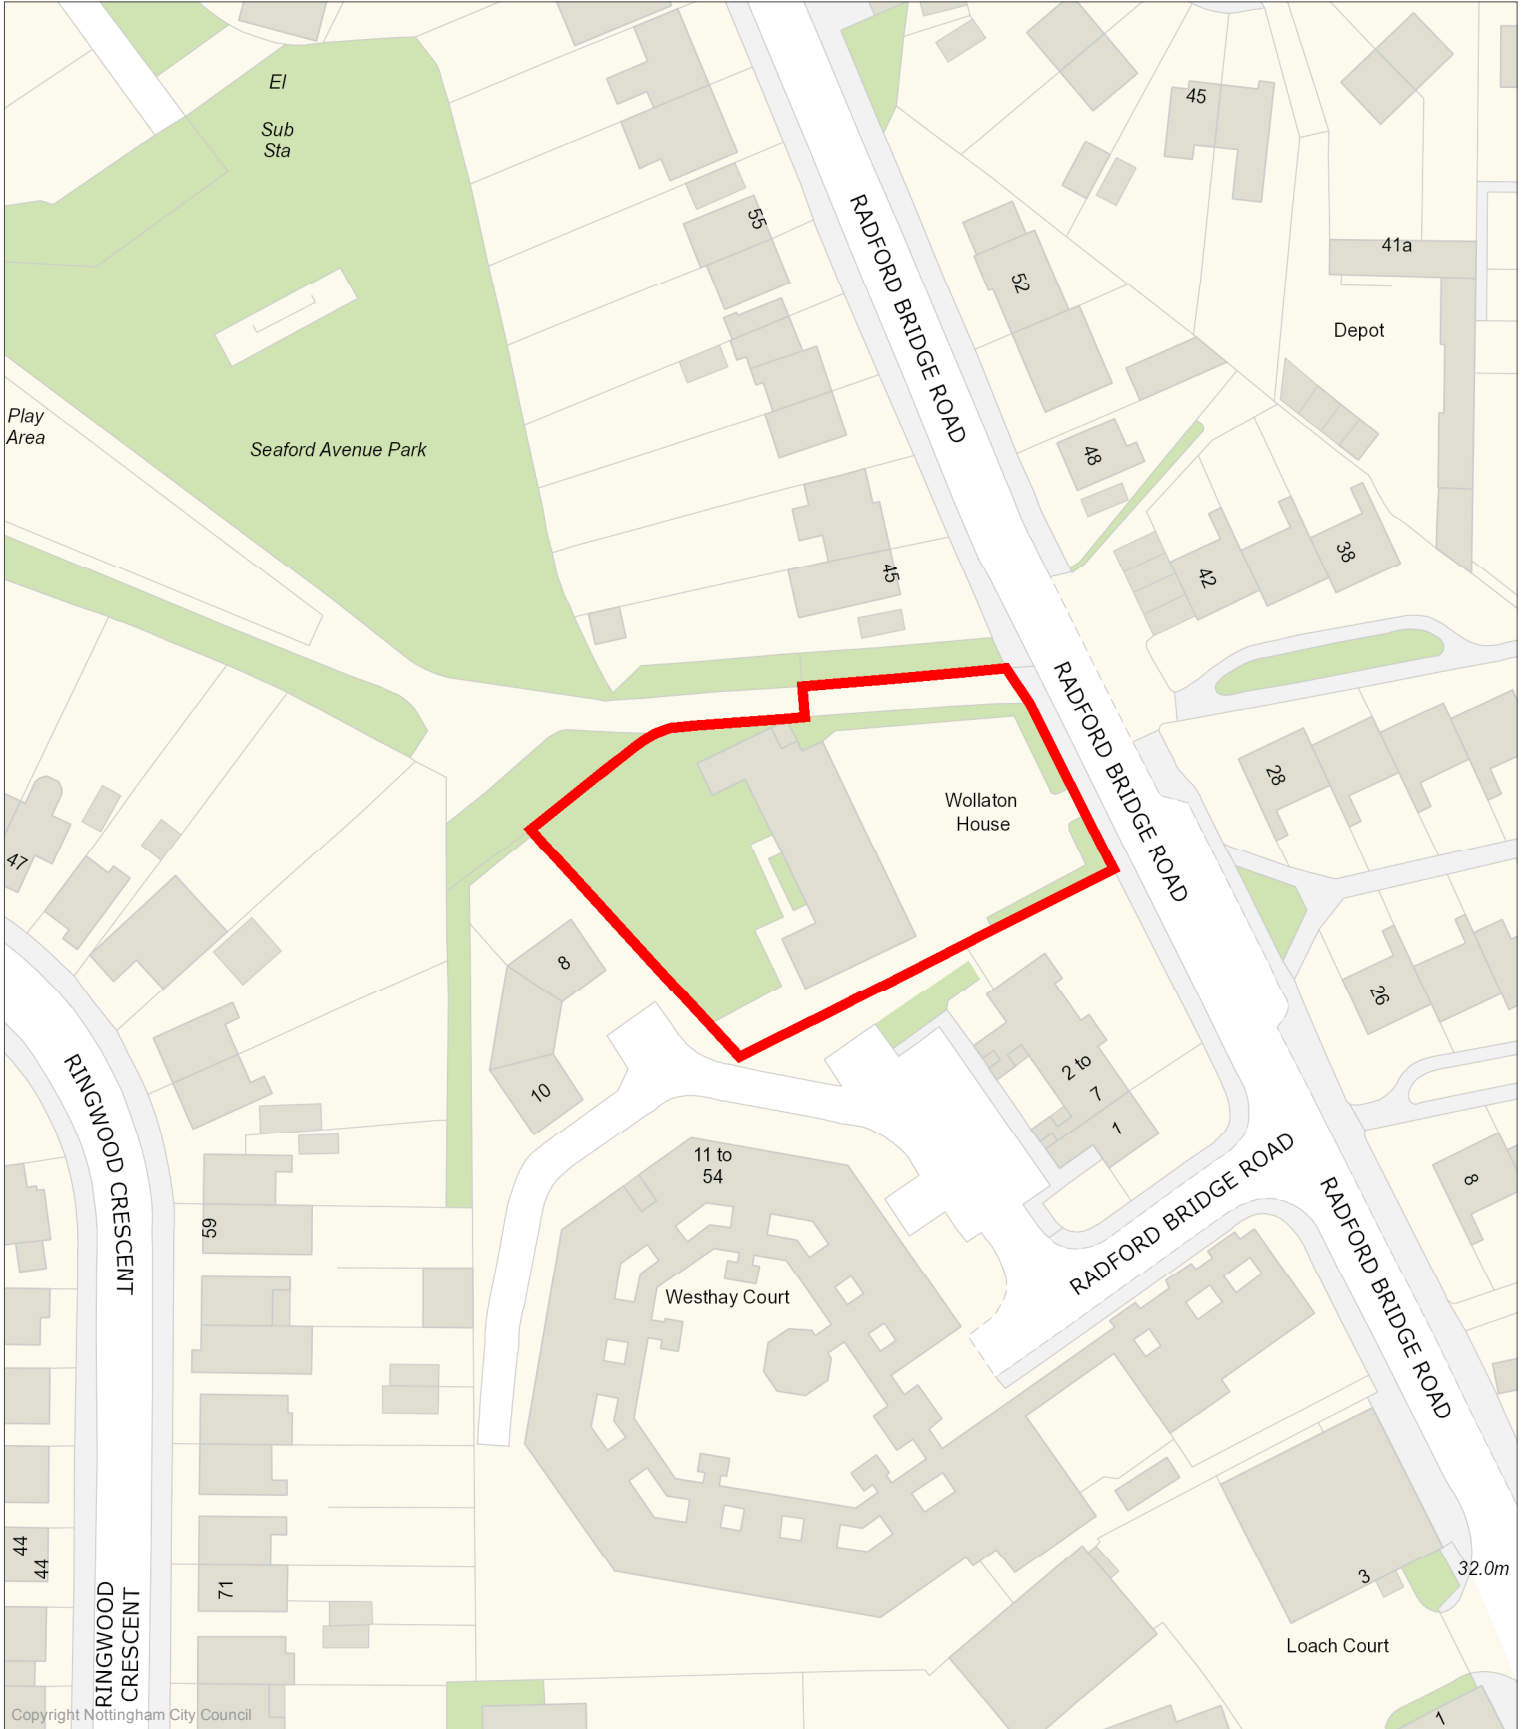 El
Sub
Sta
45
55
RADFORD BRIDGE ROAD
52
41a
Depot
Play
Area
Seaford Avenue Park
48
45
42
38
RADFORD BRIDGE ROAD
28
Wollaton
House
47
8
26
10
2 to
7
1
RINGWOOD CRESCENT
11 to
54
RADFORD BRIDGE ROAD
8
59
Westhay Court
RADFORD BRIDGE ROAD
44
44
71
3
32.0m
RINGWOOD
CRESCENT
Loach Court
1
Copyright Nottingham City Council